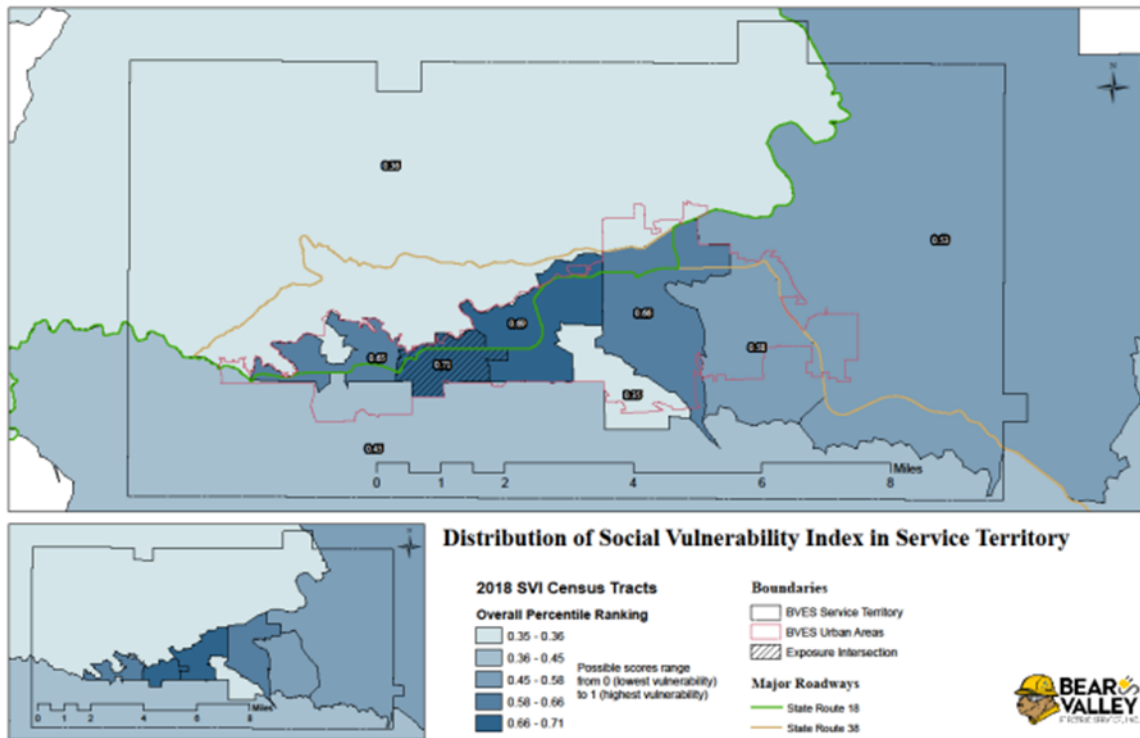 N
0.36
0.53
0.69
0.66
0.65
0.58
0.35
0.45
Miles
0 1 2 4 6 8
N
Miles
0 1 2 4 6 8
Distribution of Social Vulnerability Index in Service Territory
2018 SVI Census Tracts
Overall Percentile Ranking
0.35 - 0.36
0.36 - 0.45
0.45 - 0.58
0.58 - 0.66
0.66 - 0.71
Possible scores range
from 0 (lowest vulnerability)
to 1 (highest vulnerability)
Boundaries
BVES Service Territory
BVES Urban Areas
Exposure Intersection
Major Roadways
State Route 18
State Route 38
BEAR
VALLEY
ELECTRIC SERVICE, INC.